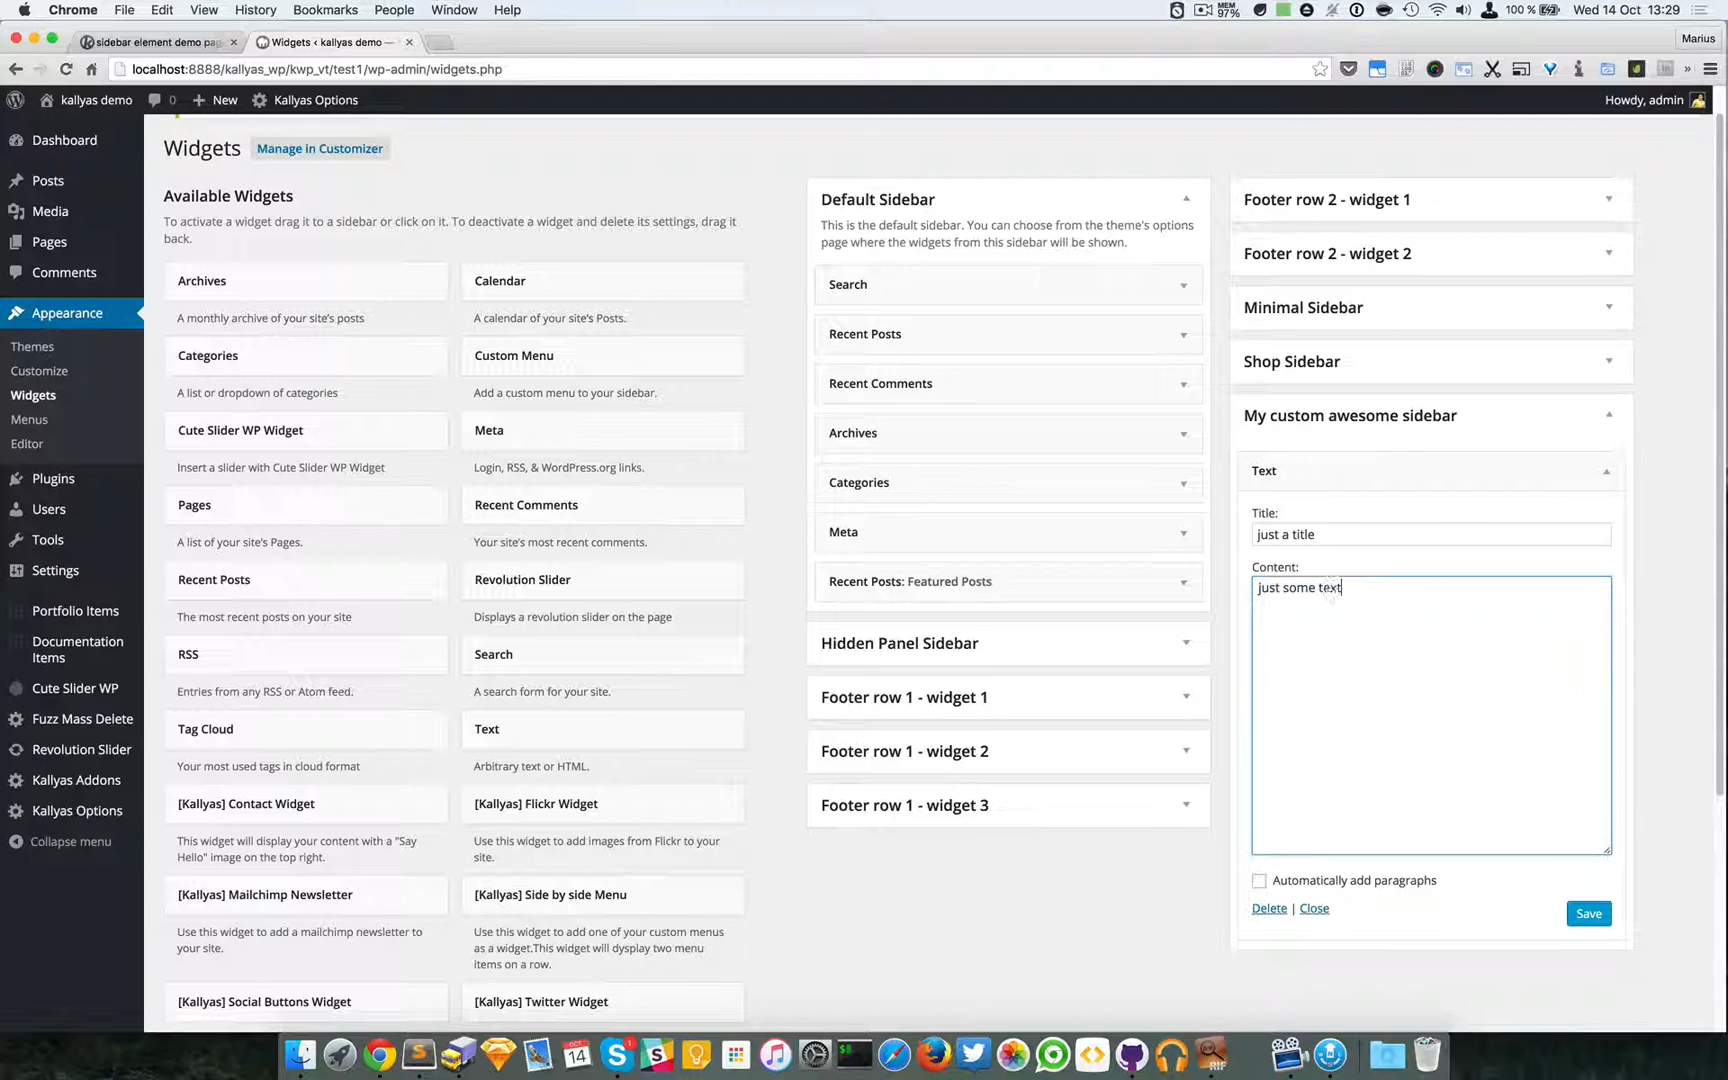 Chrome File Edit View History Bookmarks People Window Help
MEM 97% 100 % Wed 14 Oct 13:29
sidebar element demo pag
Widgets ‹ kallyas demo —
Marius
localhost:8888/kallyas_wp/kwp_vt/test1/wp-admin/widgets.php
kallyas demo 0 New Kallyas Options Howdy, admin
Dashboard
Posts
Media
Pages
Comments
Appearance
Themes
Customize
Widgets
Menus
Editor
Plugins
Users
Tools
Settings
Portfolio Items
Documentation
Items
Cute Slider WP
Fuzz Mass Delete
Revolution Slider
Kallyas Addons
Kallyas Options
Collapse menu
Widgets Manage in Customizer
Available Widgets
To activate a widget drag it to a sidebar or click on it. To deactivate a widget and delete its settings, drag it
back.
Archives
A monthly archive of your site's posts
Calendar
A calendar of your site's Posts.
Categories
A list or dropdown of categories
Custom Menu
Add a custom menu to your sidebar.
Cute Slider WP Widget
Insert a slider with Cute Slider WP Widget
Meta
Login, RSS, & WordPress.org links.
Pages
A list of your site's Pages.
Recent Comments
Your site's most recent comments.
Recent Posts
The most recent posts on your site
Revolution Slider
Displays a revolution slider on the page
RSS
Entries from any RSS or Atom feed.
Search
A search form for your site.
Tag Cloud
Your most used tags in cloud format
Text
Arbitrary text or HTML.
[Kallyas] Contact Widget
This widget will display your content with a "Say
Hello" image on the top right.
[Kallyas] Flickr Widget
Use this widget to add images from Flickr to your
site.
[Kallyas] Mailchimp Newsletter
Use this widget to add a mailchimp newsletter to
your site.
[Kallyas] Side by side Menu
Use this widget to add one of your custom menus
as a widget.This widget will dysplay two menu
items on a row.
[Kallyas] Social Buttons Widget
[Kallyas] Twitter Widget
Default Sidebar
This is the default sidebar. You can choose from the theme's options
page where the widgets from this sidebar will be shown.
Search
Recent Posts
Recent Comments
Archives
Categories
Meta
Recent Posts: Featured Posts
Hidden Panel Sidebar
Footer row 1 - widget 1
Footer row 1 - widget 2
Footer row 1 - widget 3
Footer row 2 - widget 1
Footer row 2 - widget 2
Minimal Sidebar
Shop Sidebar
My custom awesome sidebar
Text
Title:
just a title
Content:
just some text
Automatically add paragraphs
Delete | Close
Save
14
1